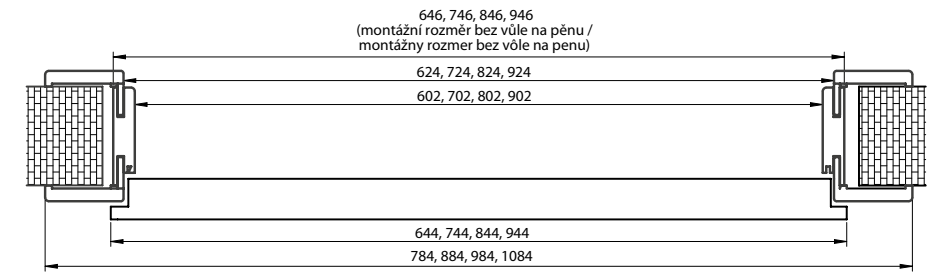 646, 746, 846, 946
(montážní rozměr bez vůle na pěnu /
montážny rozmer bez vôle na penu)
624, 724, 824, 924
602, 702, 802, 902
644, 744, 844, 944
784, 884, 984, 1084